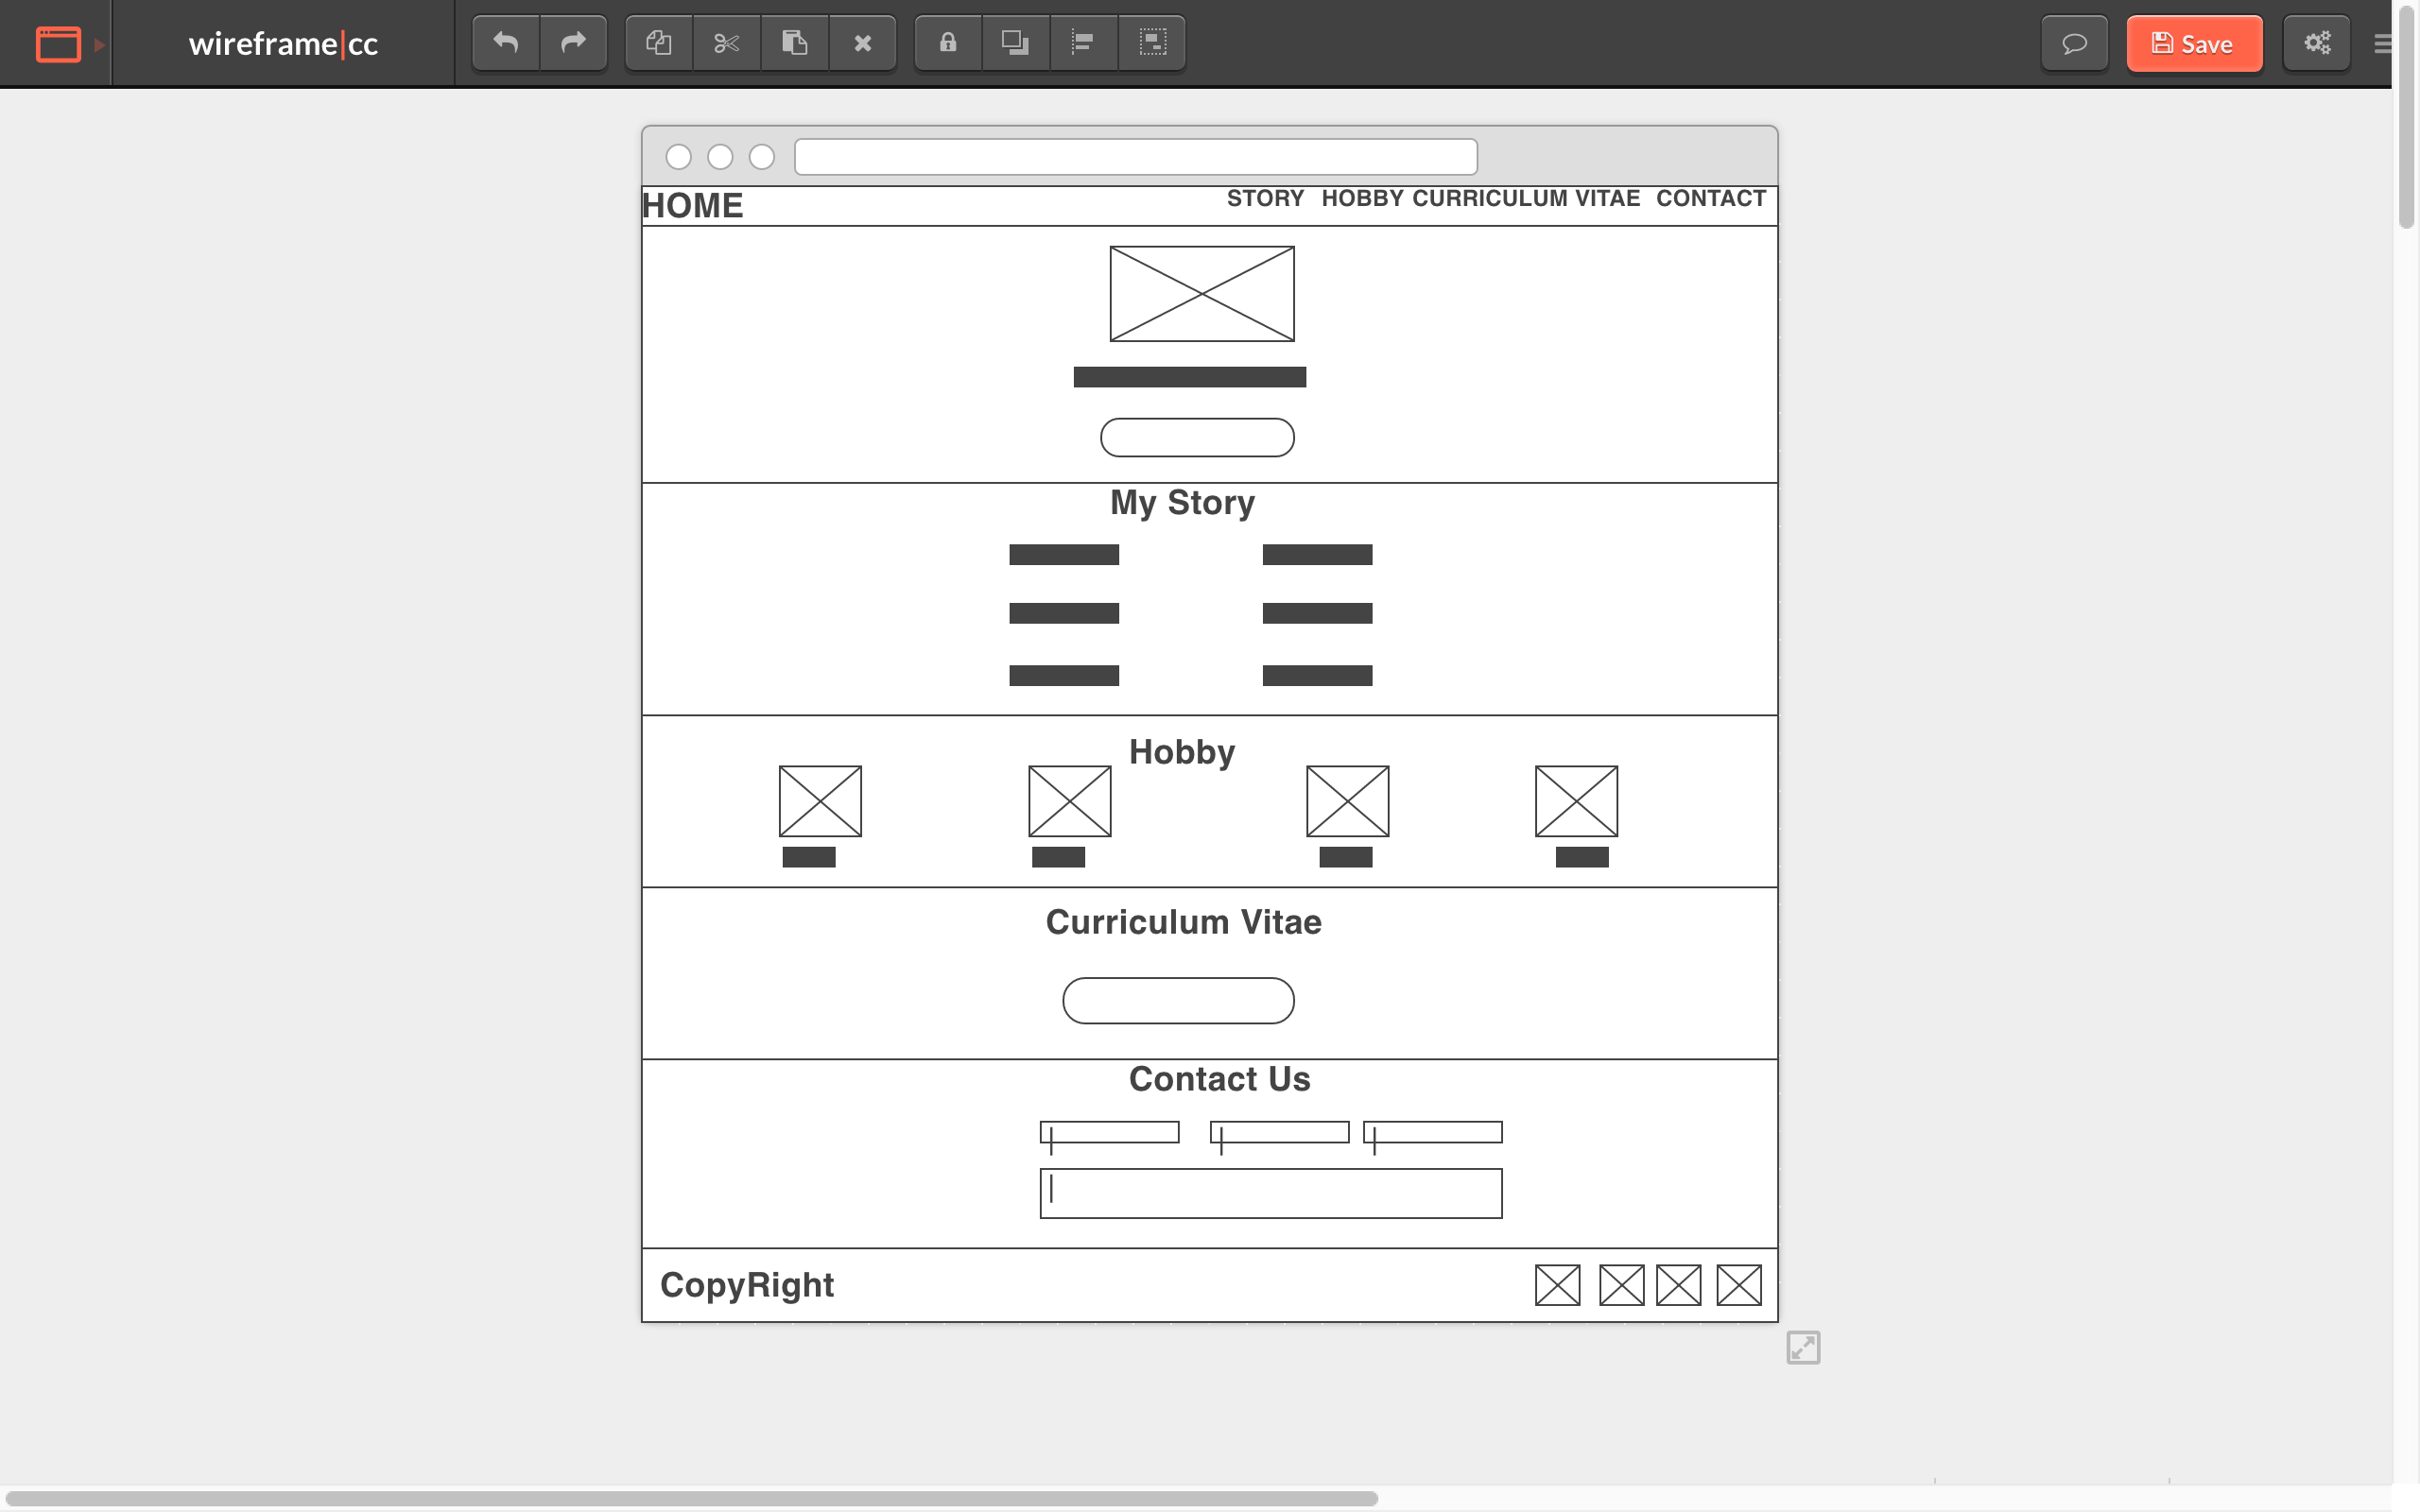 wireframe|cc
Save
HOME STORY HOBBY CURRICULUM VITAE CONTACT
My Story
Hobby
Curriculum Vitae
Contact Us
CopyRight